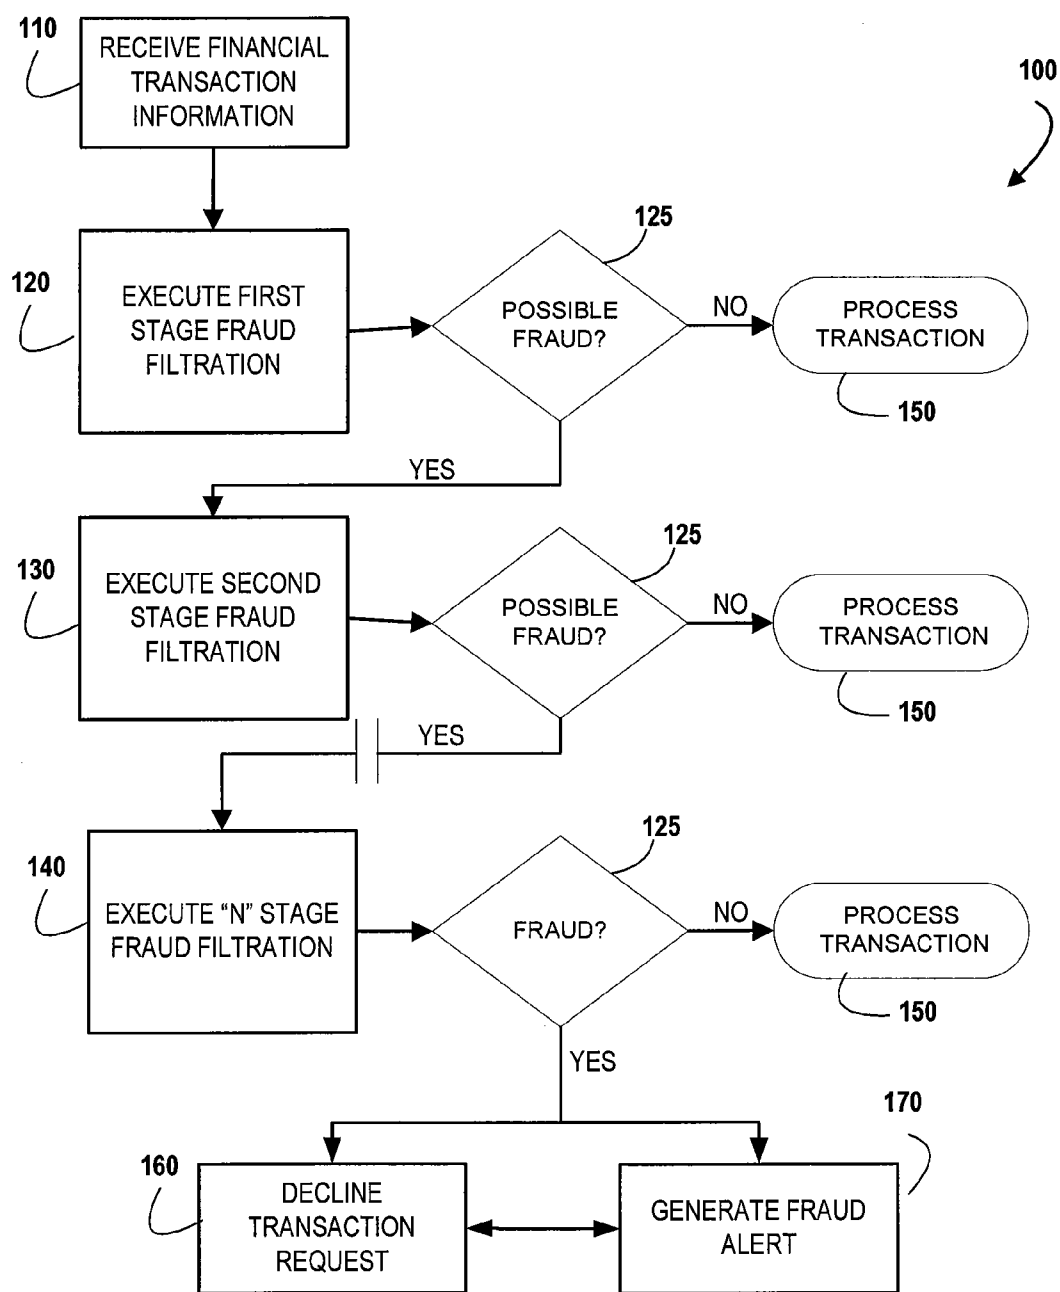 110
RECEIVE FINANCIAL
TRANSACTION
INFORMATION
100
120
EXECUTE FIRST
STAGE FRAUD
FILTRATION
125
POSSIBLE
FRAUD?
NO
PROCESS
TRANSACTION
150
YES
130
EXECUTE SECOND
STAGE FRAUD
FILTRATION
125
POSSIBLE
FRAUD?
NO
PROCESS
TRANSACTION
150
YES
140
EXECUTE “N” STAGE
FRAUD FILTRATION
125
FRAUD?
NO
PROCESS
TRANSACTION
150
YES
160
DECLINE
TRANSACTION
REQUEST
170
GENERATE FRAUD
ALERT